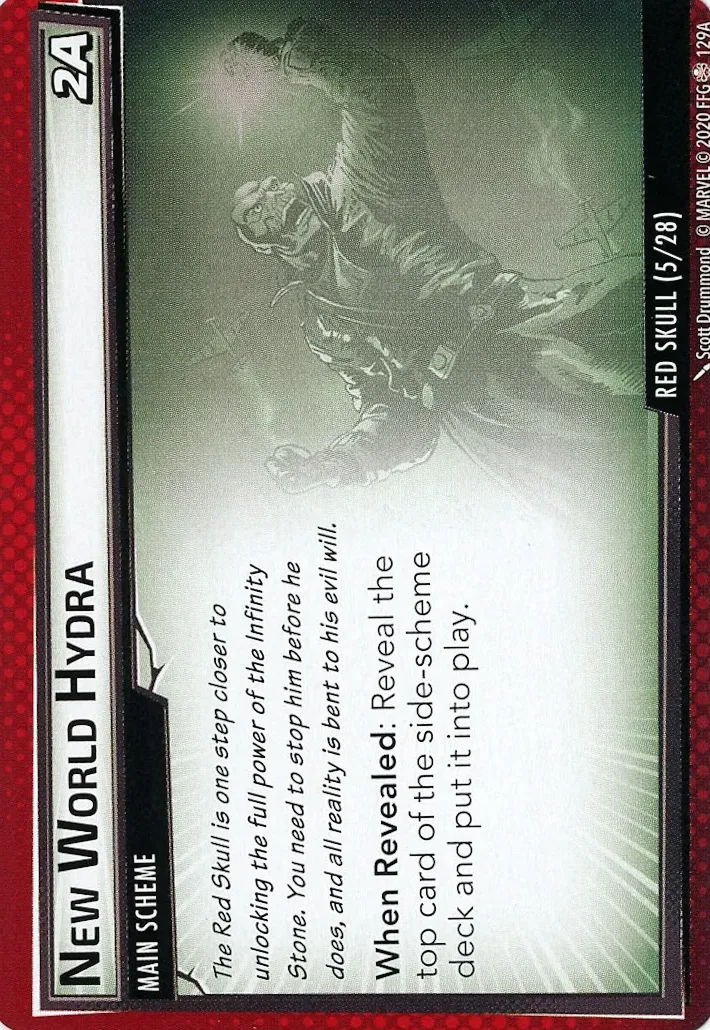 NEW WORLD HYDRA
2A
MAIN SCHEME
The Red Skull is one step closer to
unlocking the full power of the Infinity
Stone. You need to stop him before he
does, and all reality is bent to his evil will.
When Revealed: Reveal the
top card of the side-scheme
deck and put it into play.
RED SKULL (5/28)
Scott Drummond © MARVEL © 2020 FFG 129A